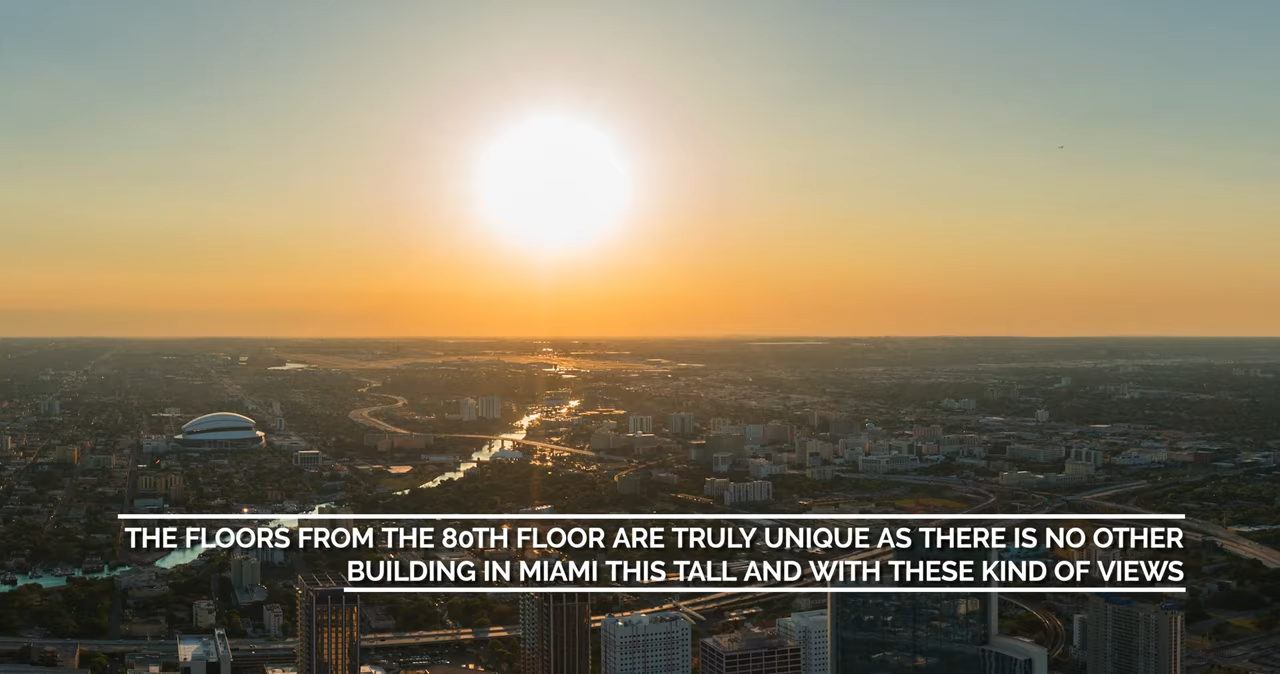 THE FLOORS FROM THE 80TH FLOOR ARE TRULY UNIQUE AS THERE IS NO OTHER
BUILDING IN MIAMI THIS TALL AND WITH THESE KIND OF VIEWS